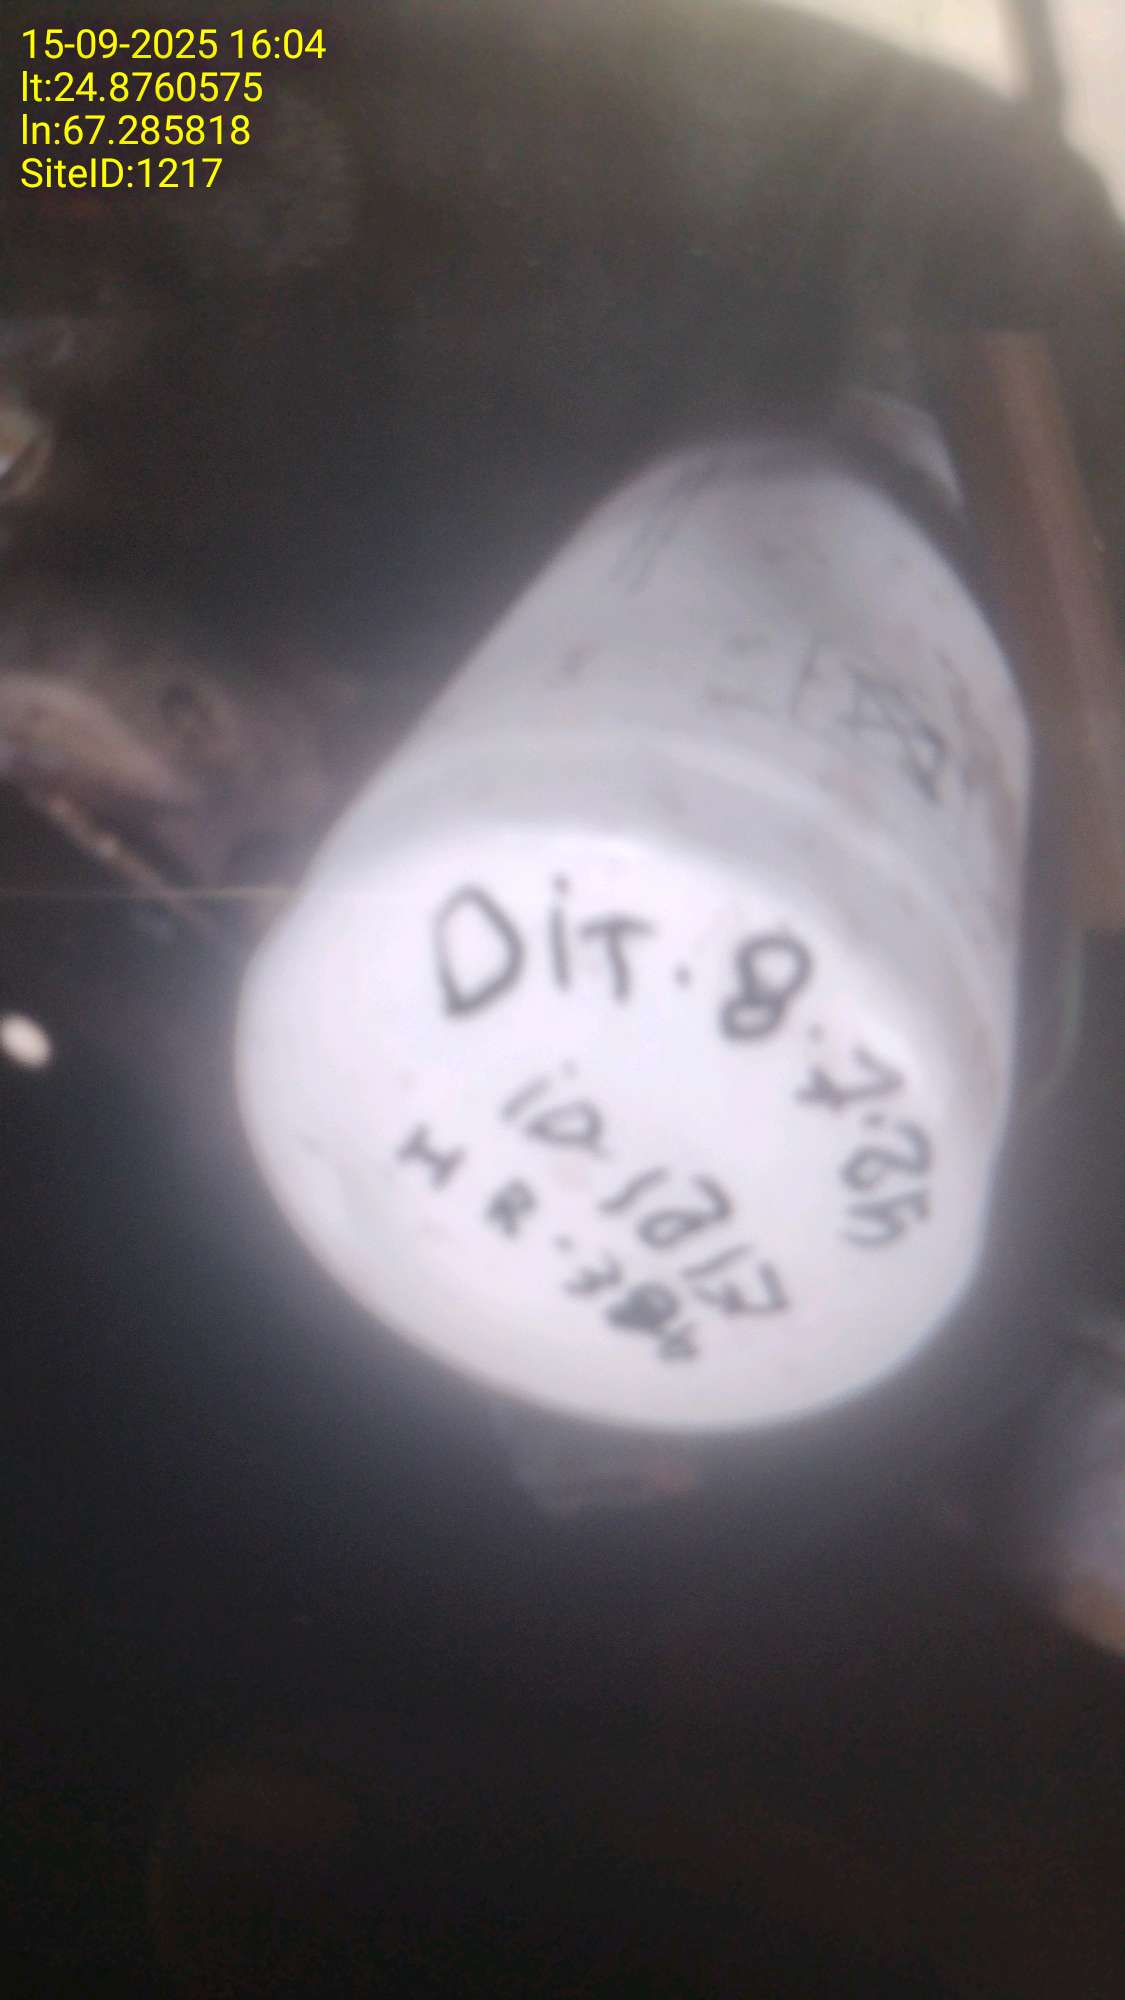 15-09-2025 16:04
lt:24.8760575
ln:67.285818
SiteID:1217
DiT. 8.7.25
iD 1217
H R